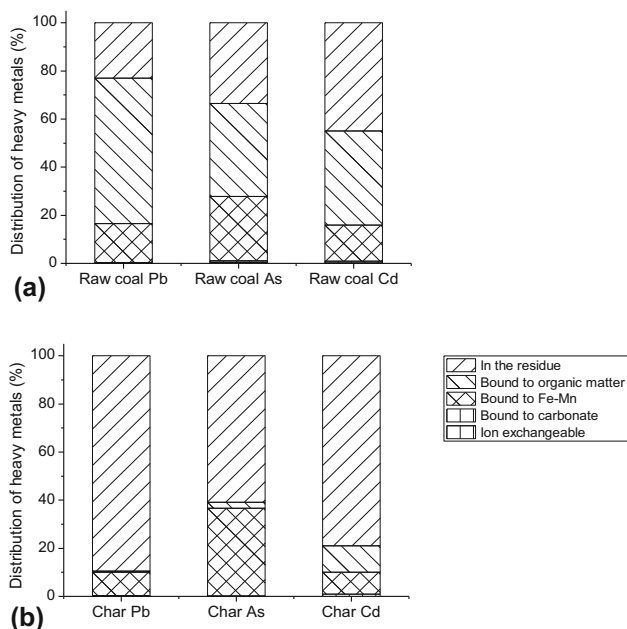 Distribution of heavy metals (%)
100
80
60
40
20
0
Raw coal Pb Raw coal As Raw coal Cd
(a)
Distribution of heavy metals (%)
100
80
60
40
20
0
Char Pb Char As Char Cd
(b)
In the residue
Bound to organic matter
Bound to Fe-Mn
Bound to carbonate
Ion exchangeable